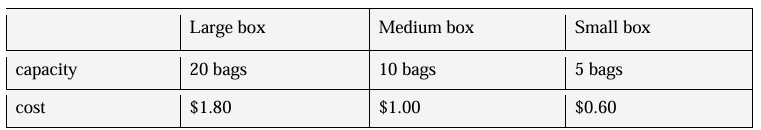 Large box Medium box Small box
capacity 20 bags 10 bags 5 bags
cost $1.80 $1.00 $0.60